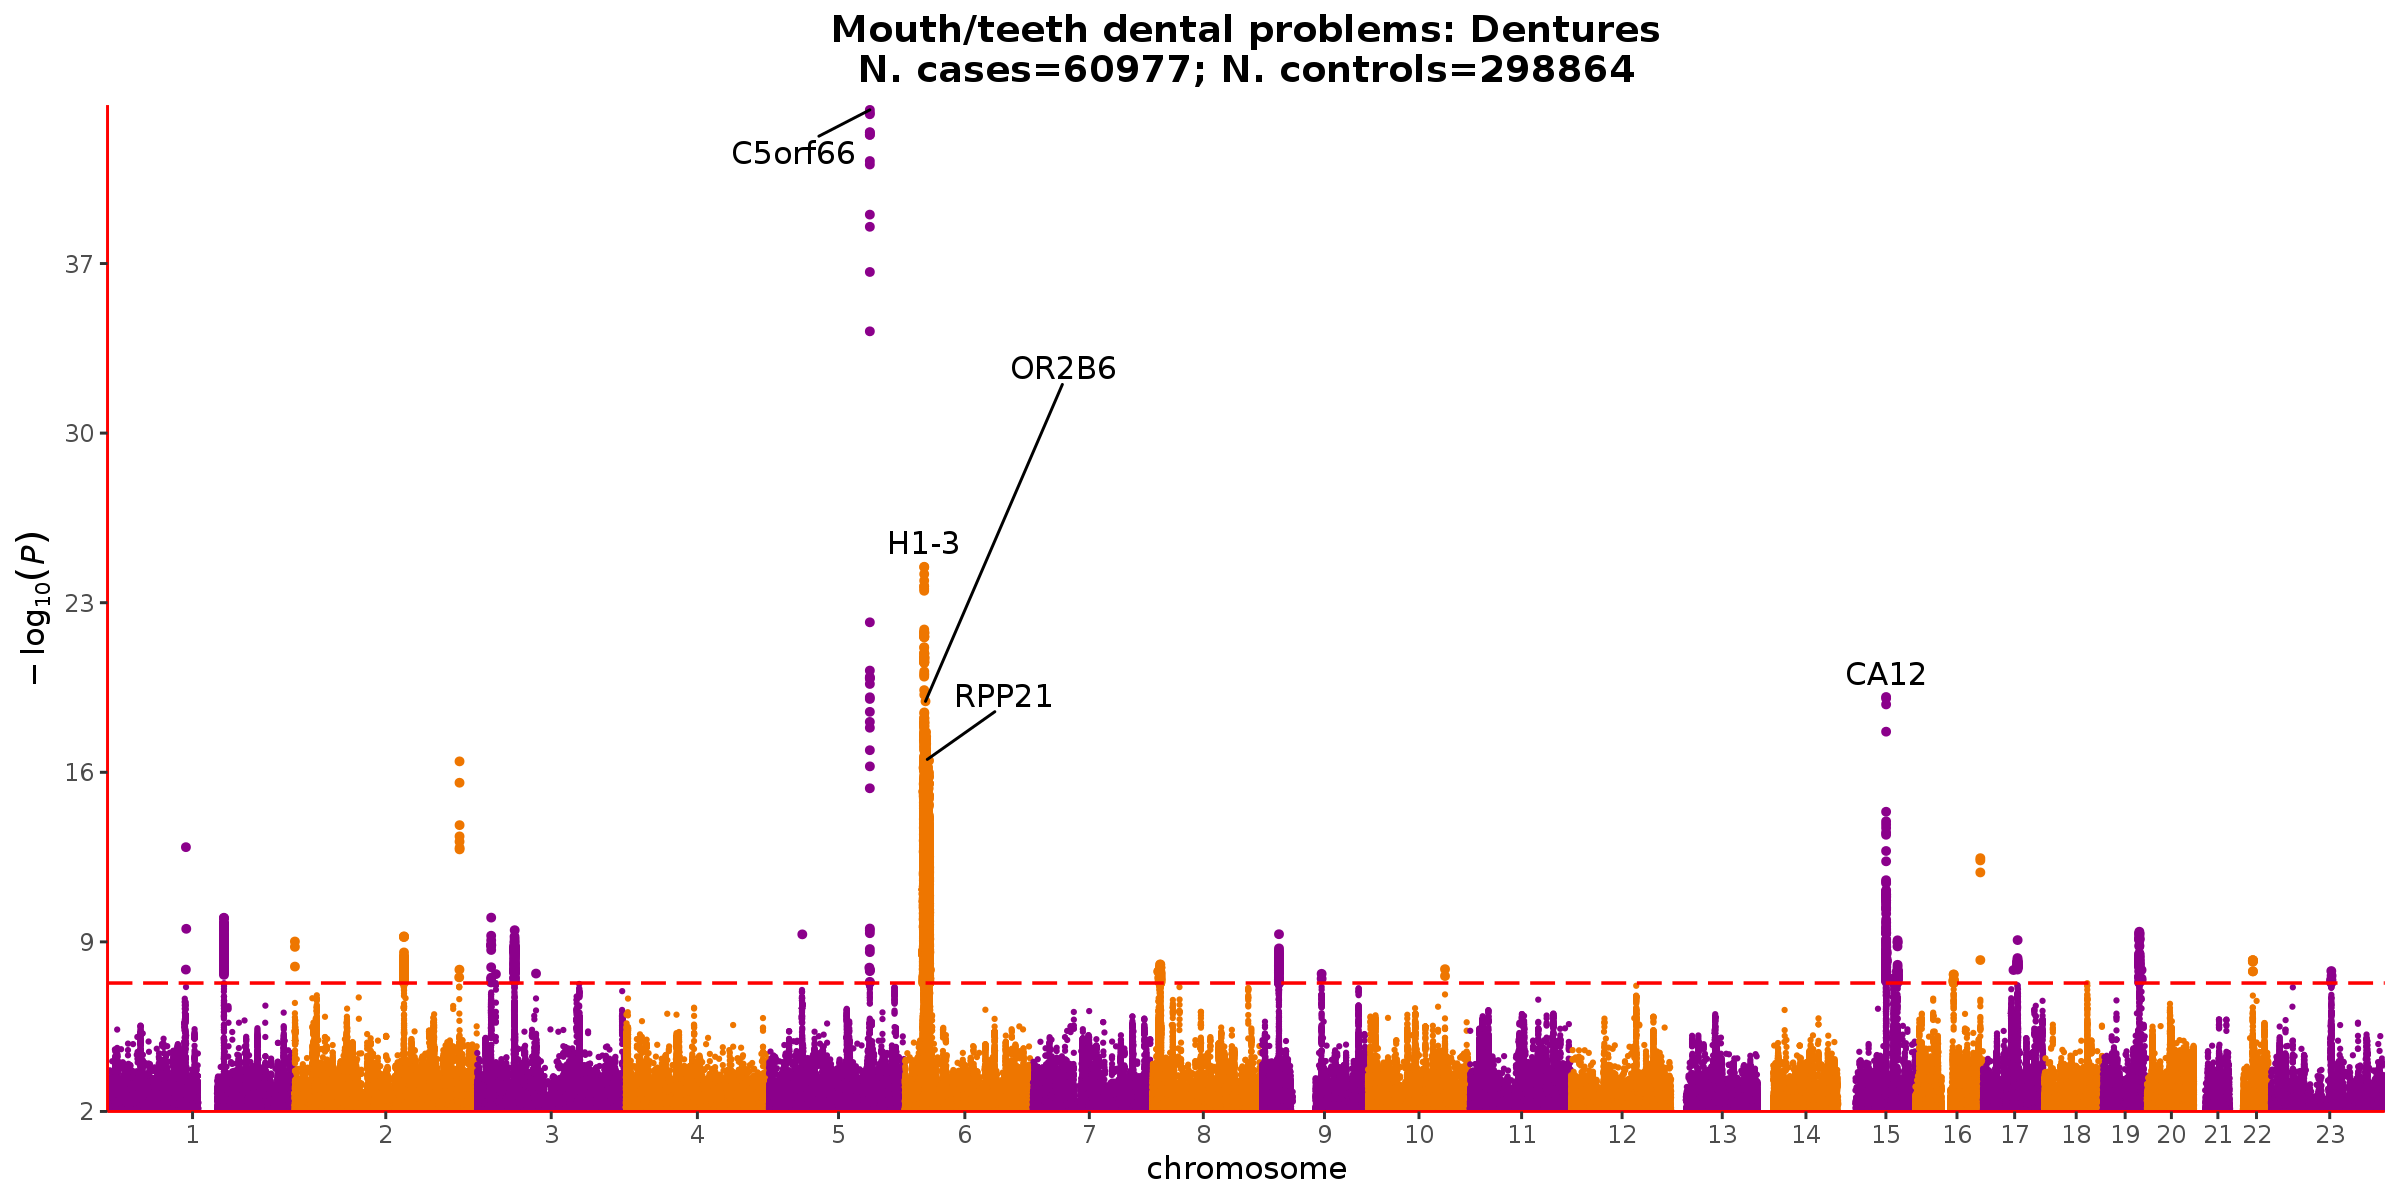 Mouth/teeth dental problems: Dentures
N. cases=60977; N. controls=298864
C5orf66
OR2B6
H1-3
RPP21
CA12
37
30
23
16
9
2
−log10(P)
1 2 3 4 5 6 7 8 9 10 11 12 13 14 15 16 17 18 19 20 21 22 23
chromosome